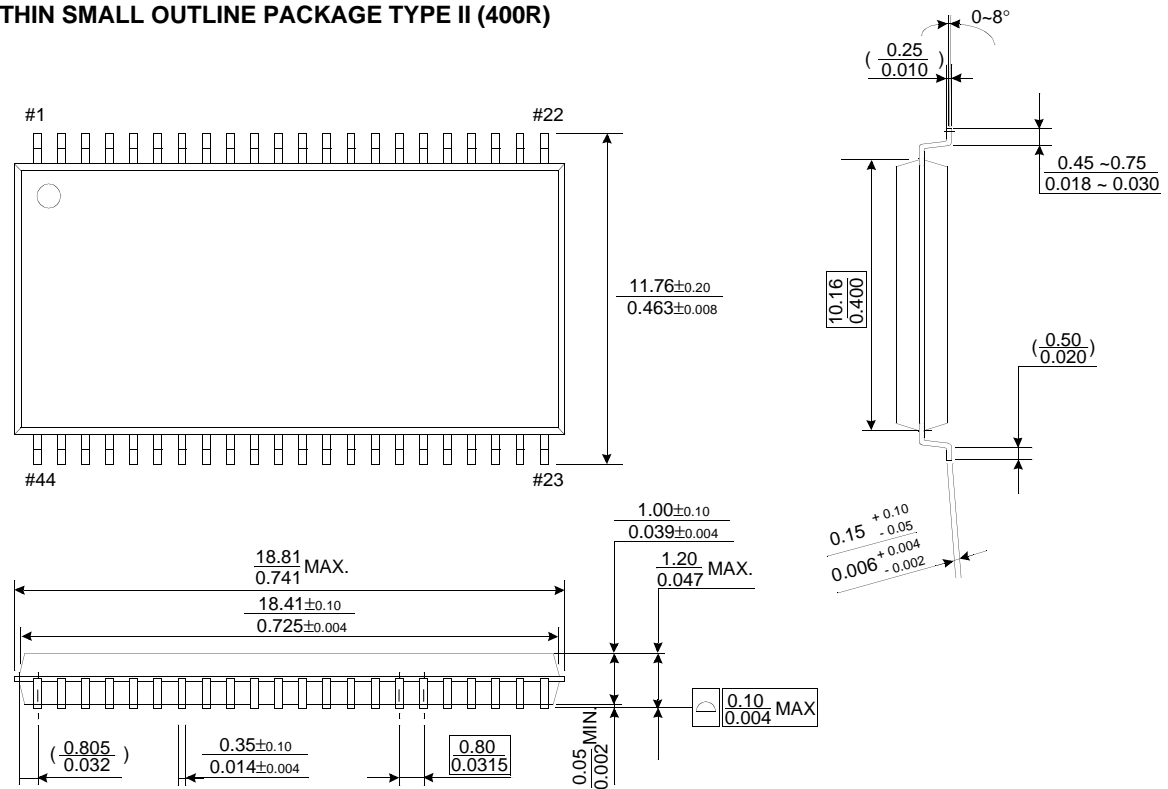 THIN SMALL OUTLINE PACKAGE TYPE II (400R)
0~8°
( 0.25 )
0.010
#1
#22
0.45 ~0.75
0.018 ~ 0.030
11.76±0.20
0.463±0.008
10.16
0.400
( 0.50 )
0.020
#44
#23
1.00±0.10
0.039±0.004
0.15 + 0.10 - 0.05
0.006 + 0.004 - 0.002
18.81 MAX.
0.741
1.20 MAX.
0.047
18.41±0.10
0.725±0.004
0.10 MAX
0.004
( 0.805 )
0.032
0.35±0.10
0.014±0.004
0.80
0.0315
0.05 MIN.
0.002